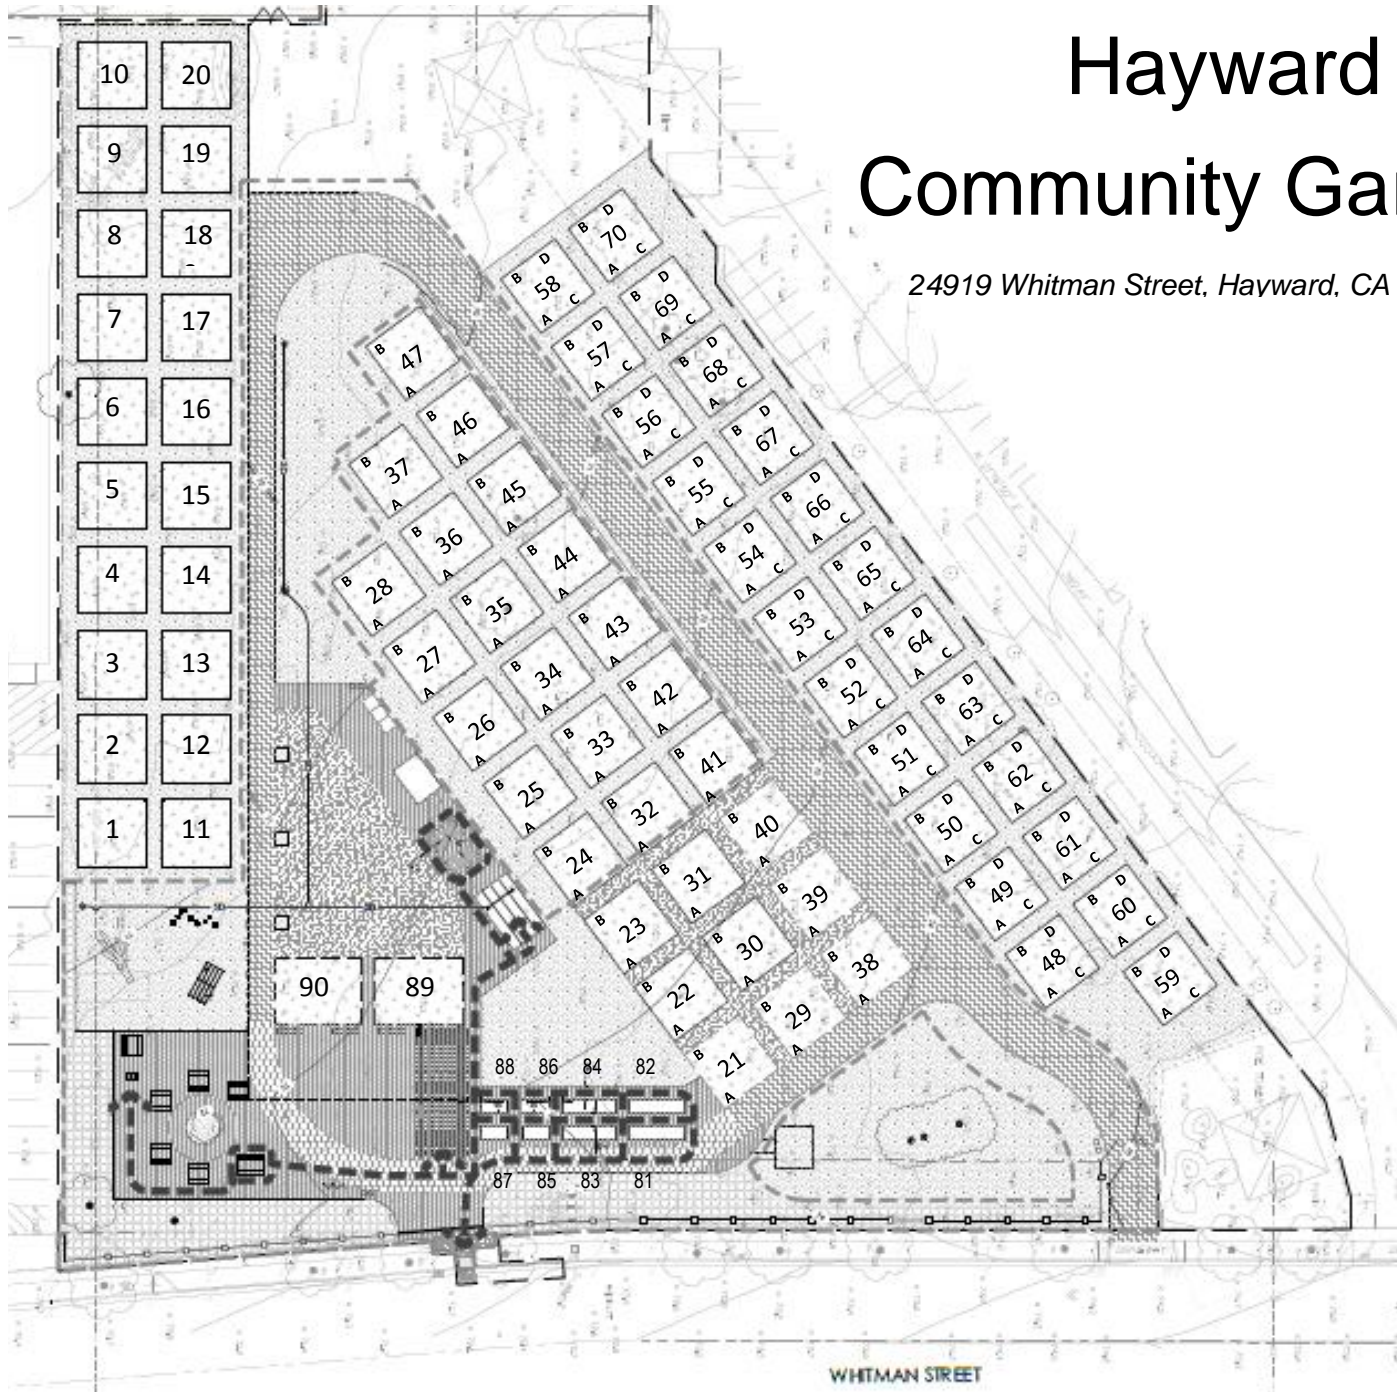 Hayward
Community Gar
24919 Whitman Street, Hayward, CA
10 20
9 19
8 18
7 17
6 16
5 15
4 14
3 13
2 12
1 11
B D 70 A C
B D 58 A C
B D 69 A C
B D 57 A C
B D 68 A C
B D 56 A C
B D 67 A C
B D 55 A C
B D 66 A C
B D 54 A C
B D 65 A C
B D 53 A C
B D 64 A C
B D 52 A C
B D 63 A C
B D 51 A C
B D 62 A C
B D 50 A C
B D 61 A C
B D 49 A C
B D 60 A C
B D 48 A C
B D 59 A C
B 47 A
B 46 A
B 37 A
B 45 A
B 36 A
B 44 A
B 28 A
B 35 A
B 43 A
B 27 A
B 34 A
B 42 A
B 26 A
B 33 A
B 41 A
B 25 A
B 32 A
B 40 A
B 24 A
B 31 A
B 39 A
B 23 A
B 30 A
B 38 A
B 22 A
B 29 A
B 21 A
90 89
88 86 84 82
87 85 83 81
WHITMAN STREET